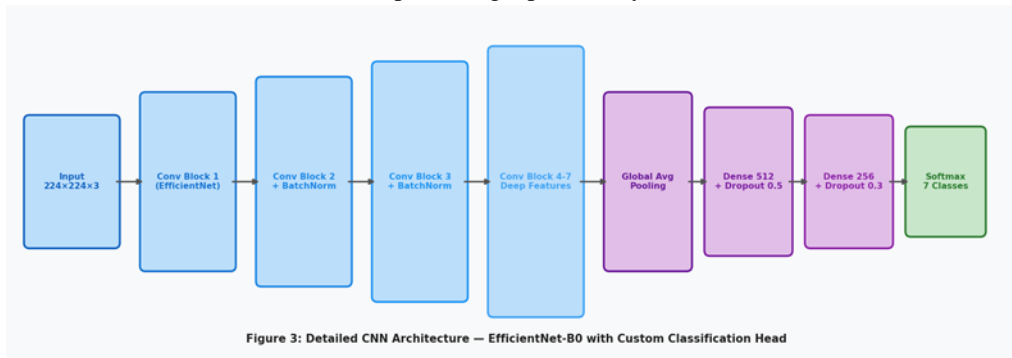 Input
224×224×3
Conv Block 1
(EfficientNet)
Conv Block 2
+ BatchNorm
Conv Block 3
+ BatchNorm
Conv Block 4-7
Deep Features
Global Avg
Pooling
Dense 512
+ Dropout 0.5
Dense 256
+ Dropout 0.3
Softmax
7 Classes
Figure 3: Detailed CNN Architecture — EfficientNet-B0 with Custom Classification Head